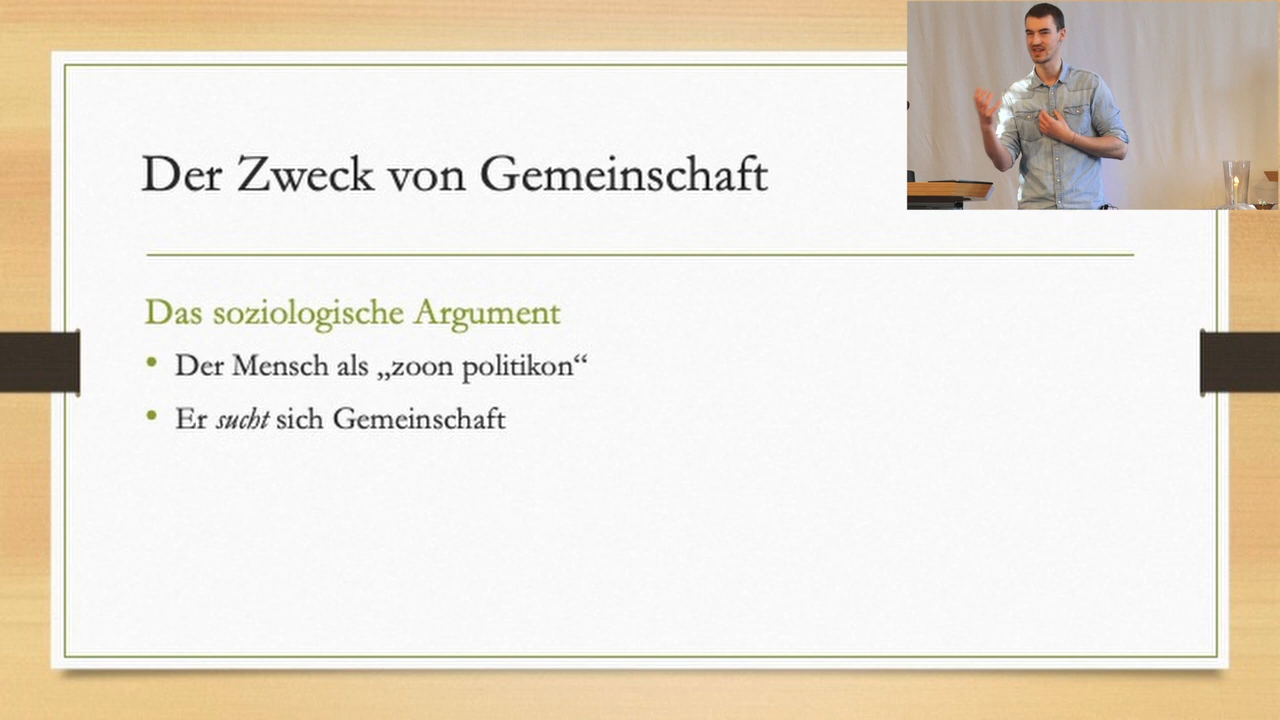 Der Zweck von Gemeinschaft
Das soziologische Argument
• Der Mensch als „zoon politikon“
• Er sucht sich Gemeinschaft